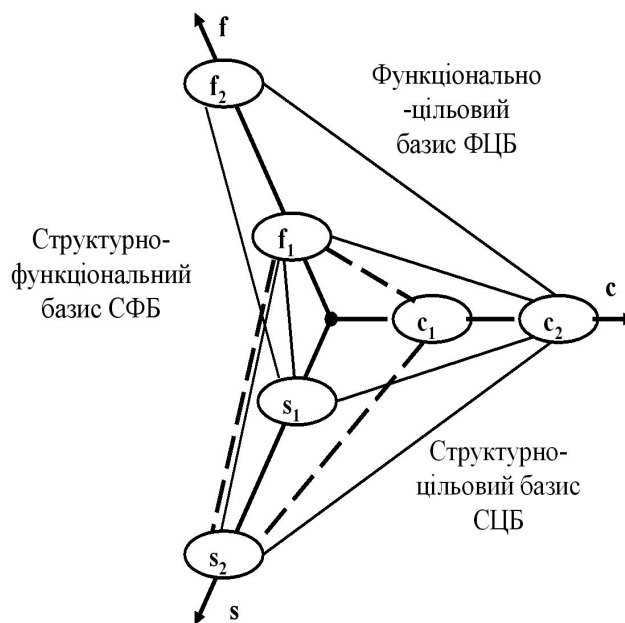 f
f₂
Функціонально
-цільовий
базис ФЦБ
Структурно-
функціональний
базис СФБ
f₁
c
c₁
c₂
s₁
Структурно-
цільовий базис
СЦБ
s₂
s